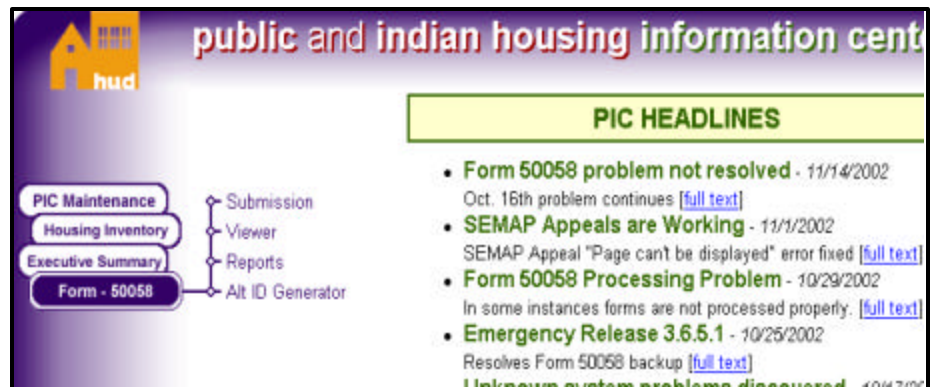 public and indian housing information cent
hud
PIC HEADLINES
PIC Maintenance
Housing Inventory
Executive Summary
Form - 50058
Submission
Viewer
Reports
Alt ID Generator
• Form 50058 problem not resolved - 11/14/2002
Oct. 16th problem continues [full text]
• SEMAP Appeals are Working - 11/1/2002
SEMAP Appeal "Page can't be displayed" error fixed [full text]
• Form 50058 Processing Problem - 10/29/2002
In some instances forms are not processed properly. [full text]
• Emergency Release 3.6.5.1 - 10/25/2002
Resolves Form 50058 backup [full text]
Unknown system problems discovered